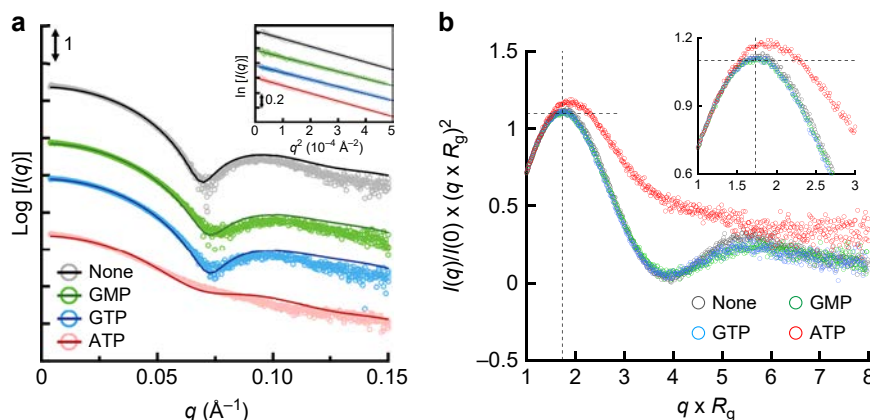 a
1
Log [I(q)]
None
GMP
GTP
ATP
0
0.05
0.10
0.15
q (Å⁻¹)
ln [I(q)]
0.2
0
1
2
3
4
5
q² (10⁻⁴ Å⁻²)
b
I(q)/I(0) x (q x Rg)²
1.5
1.0
0.5
0
−0.5
1
2
3
4
5
6
7
8
q x Rg
None
GMP
GTP
ATP
1.2
0.9
0.6
1
1.5
2
2.5
3